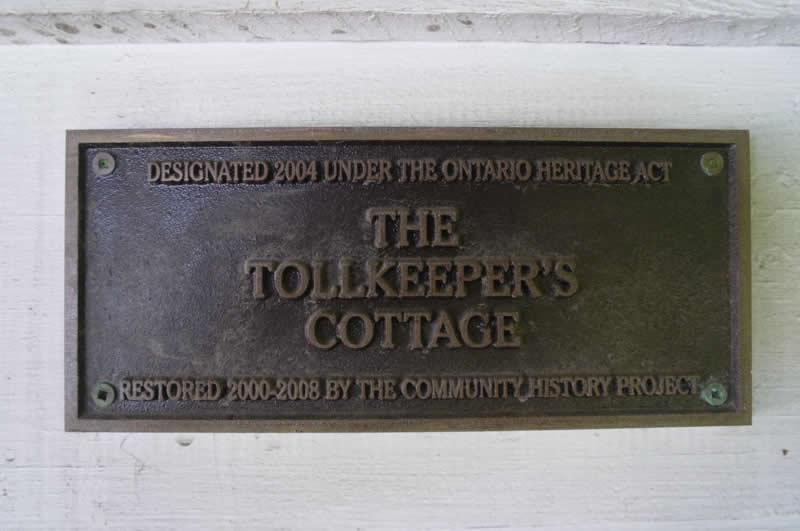 DESIGNATED 2004 UNDER THE ONTARIO HERITAGE ACT
THE
TOLLKEEPER'S
COTTAGE
RESTORED 2000-2008 BY THE COMMUNITY HISTORY PROJECT